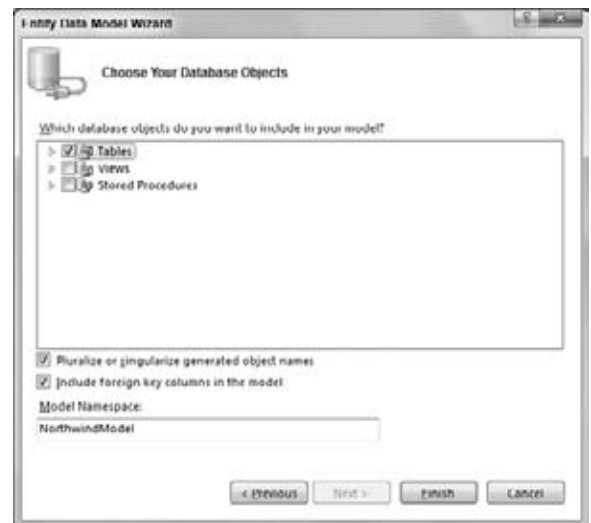 Entity Data Model Wizard
Choose Your Database Objects
Which database objects do you want to include in your model?
Tables
Views
Stored Procedures
Pluralize or singularize generated object names
Include foreign key columns in the model
Model Namespace:
NorthwindModel
< Previous
Next >
Finish
Cancel